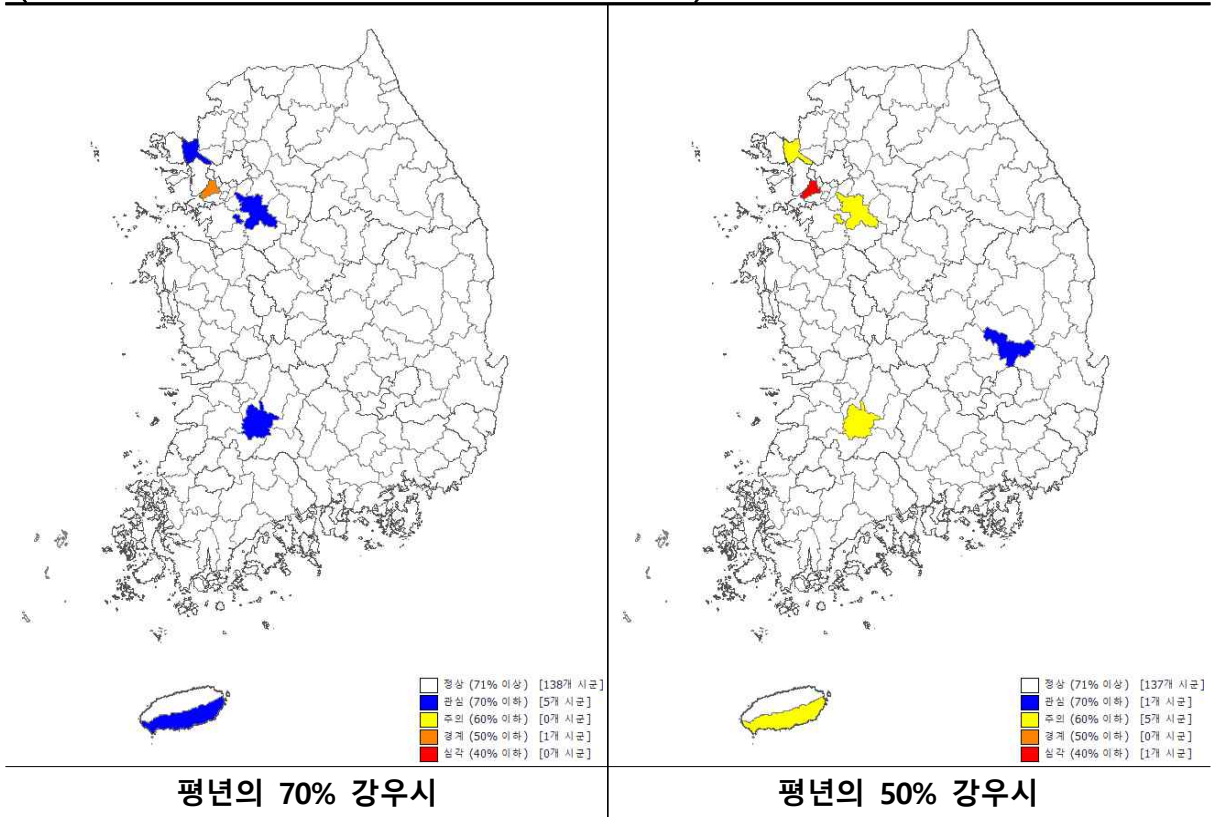 정상 (71% 이상) [138개 시군]
관심 (70% 이하) [5개 시군]
주의 (60% 이하) [0개 시군]
경계 (50% 이하) [1개 시군]
심각 (40% 이하) [0개 시군]
평년의 70% 강우시
정상 (71% 이상) [137개 시군]
관심 (70% 이하) [1개 시군]
주의 (60% 이하) [5개 시군]
경계 (50% 이하) [0개 시군]
심각 (40% 이하) [1개 시군]
평년의 50% 강우시